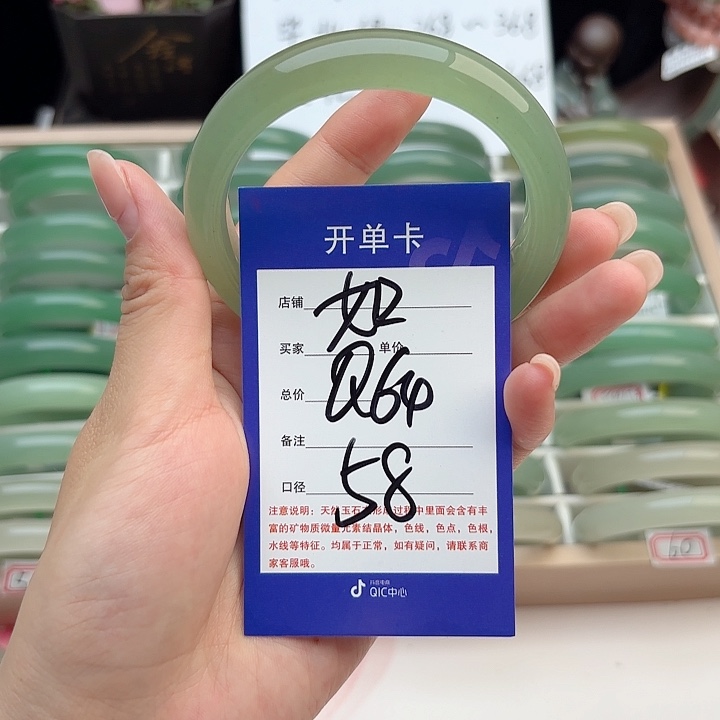 268~368
开单卡
店铺 如
买家 单价
总价 Q64
备注
口径 58
注意说明：天然玉石在形成过程中里面会含有丰
富的矿物质微量元素结晶体，色线，色点，色根，
水线等特征。均属于正常，如有疑问，请联系商
家客服哦。
抖音电商
QIC中心
60